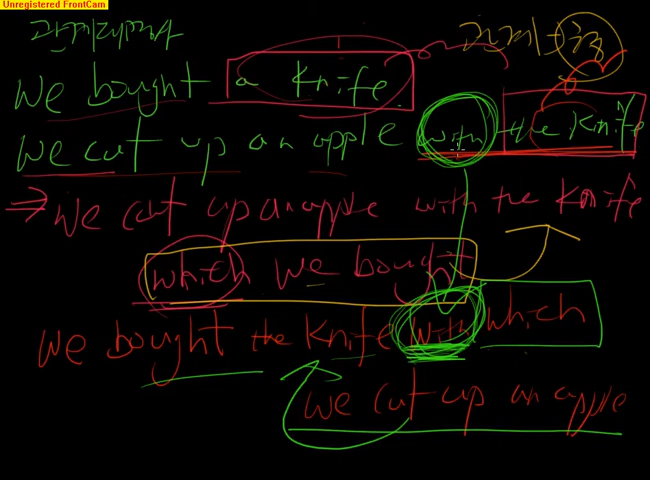 Unregistered FrontCam
관계대명사
We bought a knife
We cut up an apple with the knife
⇒ We cut up an apple with the knife
which we bought
We bought the knife with which
we cut up an apple